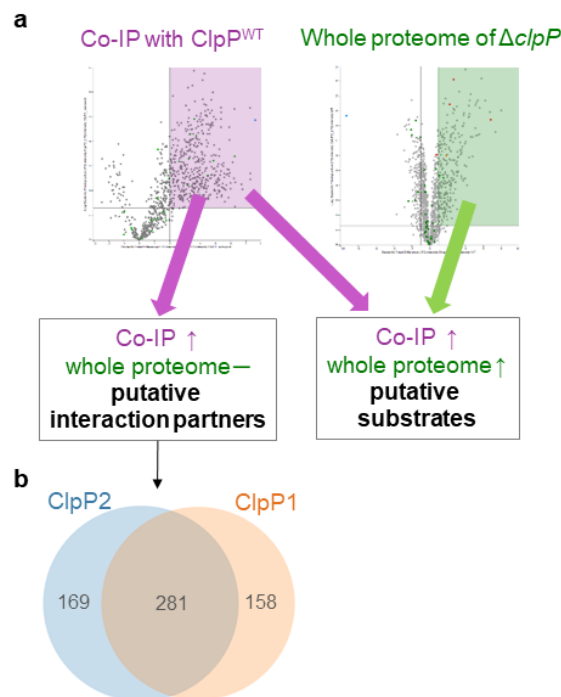 a
Co-IP with ClpPWT
Whole proteome of ΔclpP
Co-IP ↑
whole proteome —
putative
interaction partners
Co-IP ↑
whole proteome ↑
putative
substrates
b
ClpP2
ClpP1
169
281
158